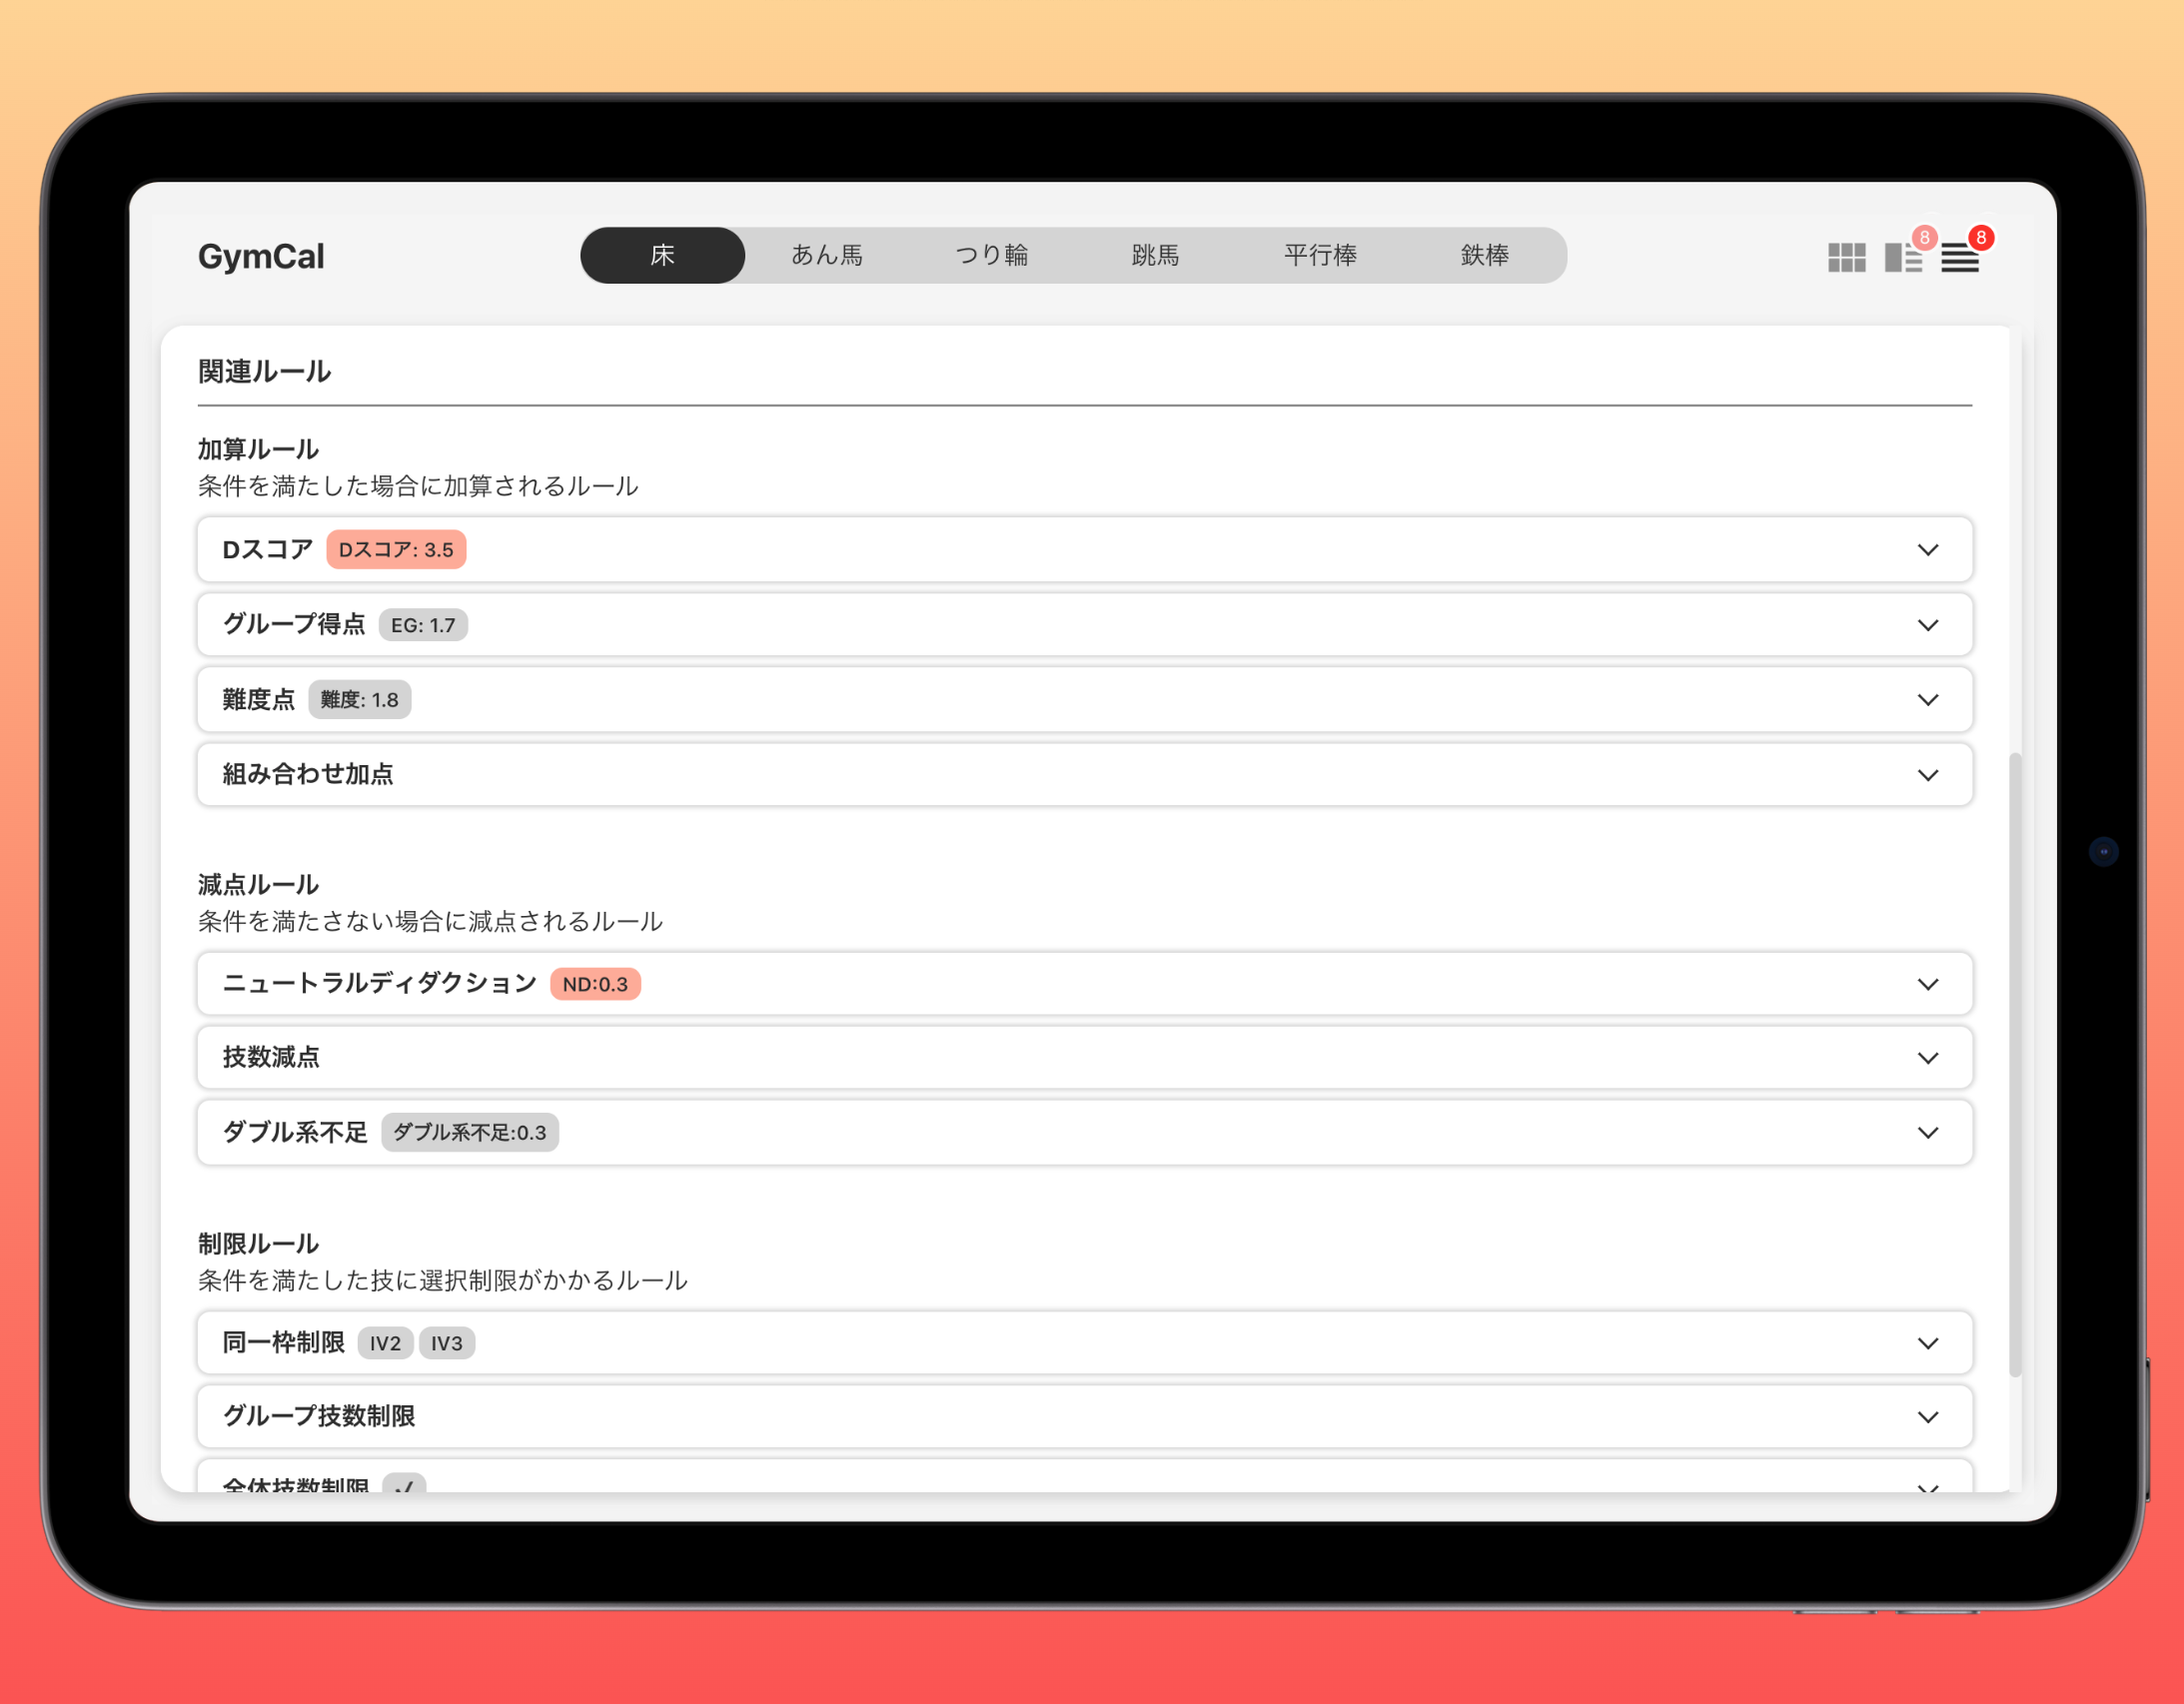 GymCal
床 あん馬 つり輪 跳馬 平行棒 鉄棒
8 8
関連ルール
加算ルール
条件を満たした場合に加算されるルール
Dスコア Dスコア: 3.5
グループ得点 EG: 1.7
難度点 難度: 1.8
組み合わせ加点
減点ルール
条件を満たさない場合に減点されるルール
ニュートラルディダクション ND:0.3
技数減点
ダブル系不足 ダブル系不足:0.3
制限ルール
条件を満たした技に選択制限がかかるルール
同一枠制限 IV2 IV3
グループ技数制限
全体技数制限 ✓